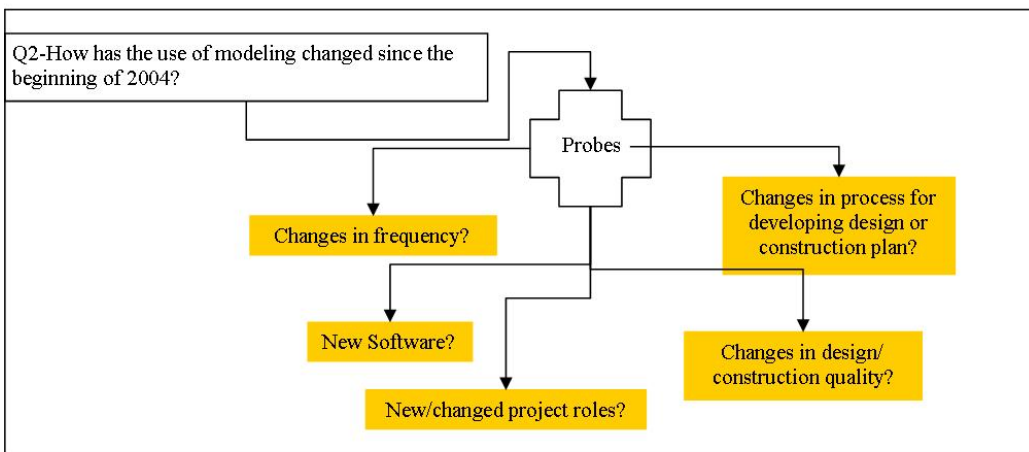 Q2-How has the use of modeling changed since the
beginning of 2004?
Probes
Changes in frequency?
Changes in process for
developing design or
construction plan?
New Software?
Changes in design/
construction quality?
New/changed project roles?